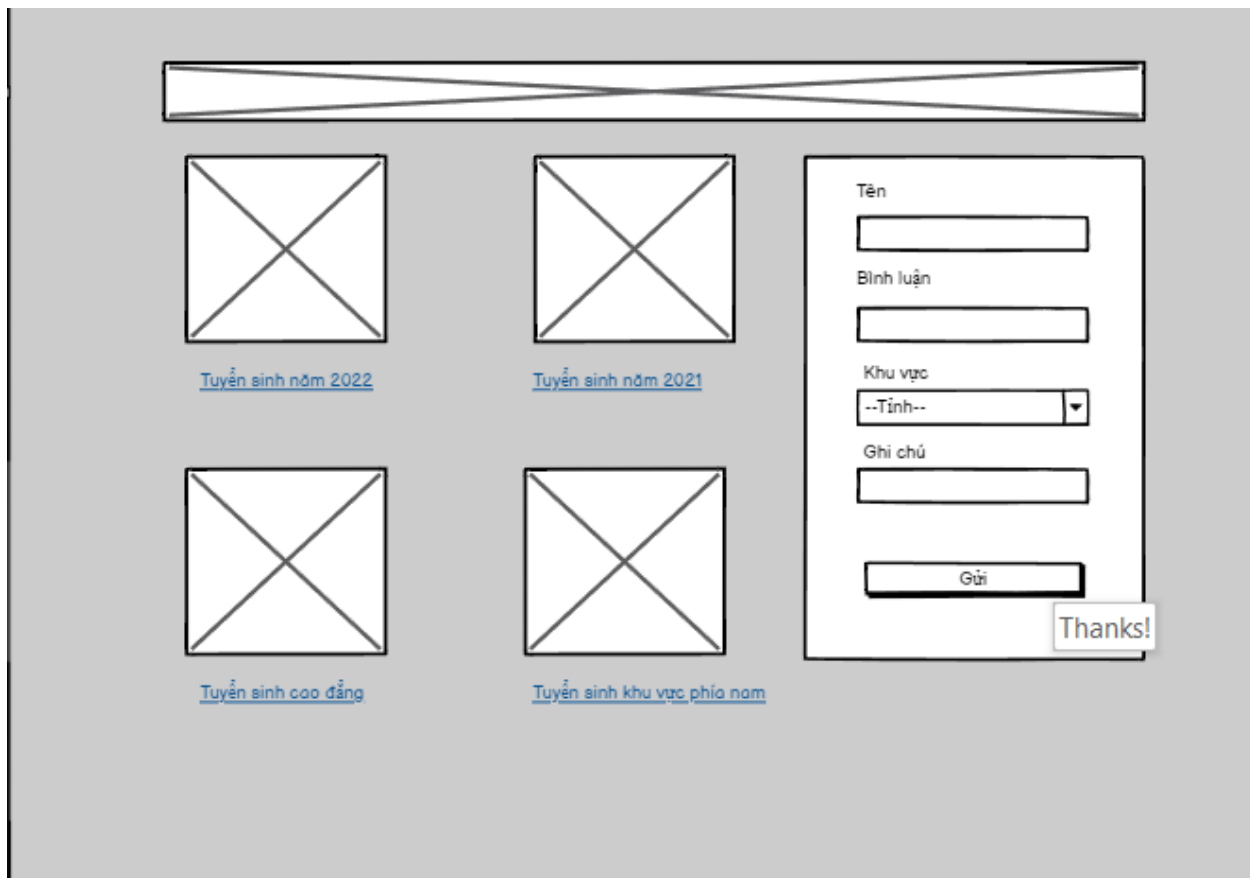 Tên
Bình luận
Khu vực
--Tỉnh--
Ghi chú
Gửi
Thanks!
Tuyển sinh năm 2022
Tuyển sinh năm 2021
Tuyển sinh cao đẳng
Tuyển sinh khu vực phía nam